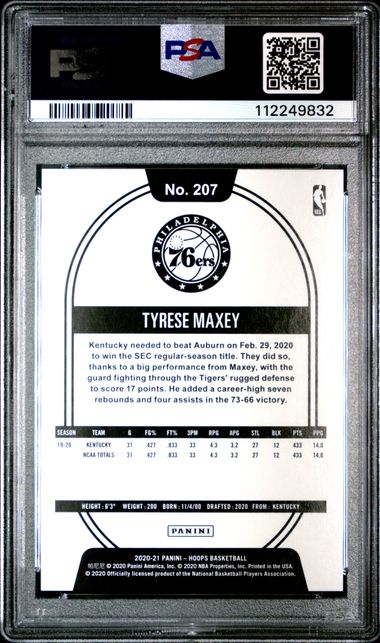 PSA
PSA
112249832
No. 207
PHILADELPHIA
76ers
NBA
TYRESE MAXEY
Kentucky needed to beat Auburn on Feb. 29, 2020
to win the SEC regular-season title. They did so,
thanks to a big performance from Maxey, with the
guard fighting through the Tigers' rugged defense
to score 17 points. He added a career-high seven
rebounds and four assists in the 73-66 victory.
SEASON TEAM G FG% FT% 3PM RPG APG STL BLK PTS PPG
19-20 KENTUCKY 31 .427 .833 33 4.3 3.2 27 12 433 14.0
NCAA TOTALS 31 .427 .833 33 4.3 3.2 27 12 433 14.0
HEIGHT: 6'3" WEIGHT: 200 BORN: 11/4/00 DRAFTED: 2020 FROM: KENTUCKY
PANINI
2020-21 PANINI – HOOPS BASKETBALL
帕尼尼 © 2020 Panini America, Inc. © 2020 NBA Properties, Inc. Printed in the USA.
© 2020 Officially licensed product of the National Basketball Players Association.